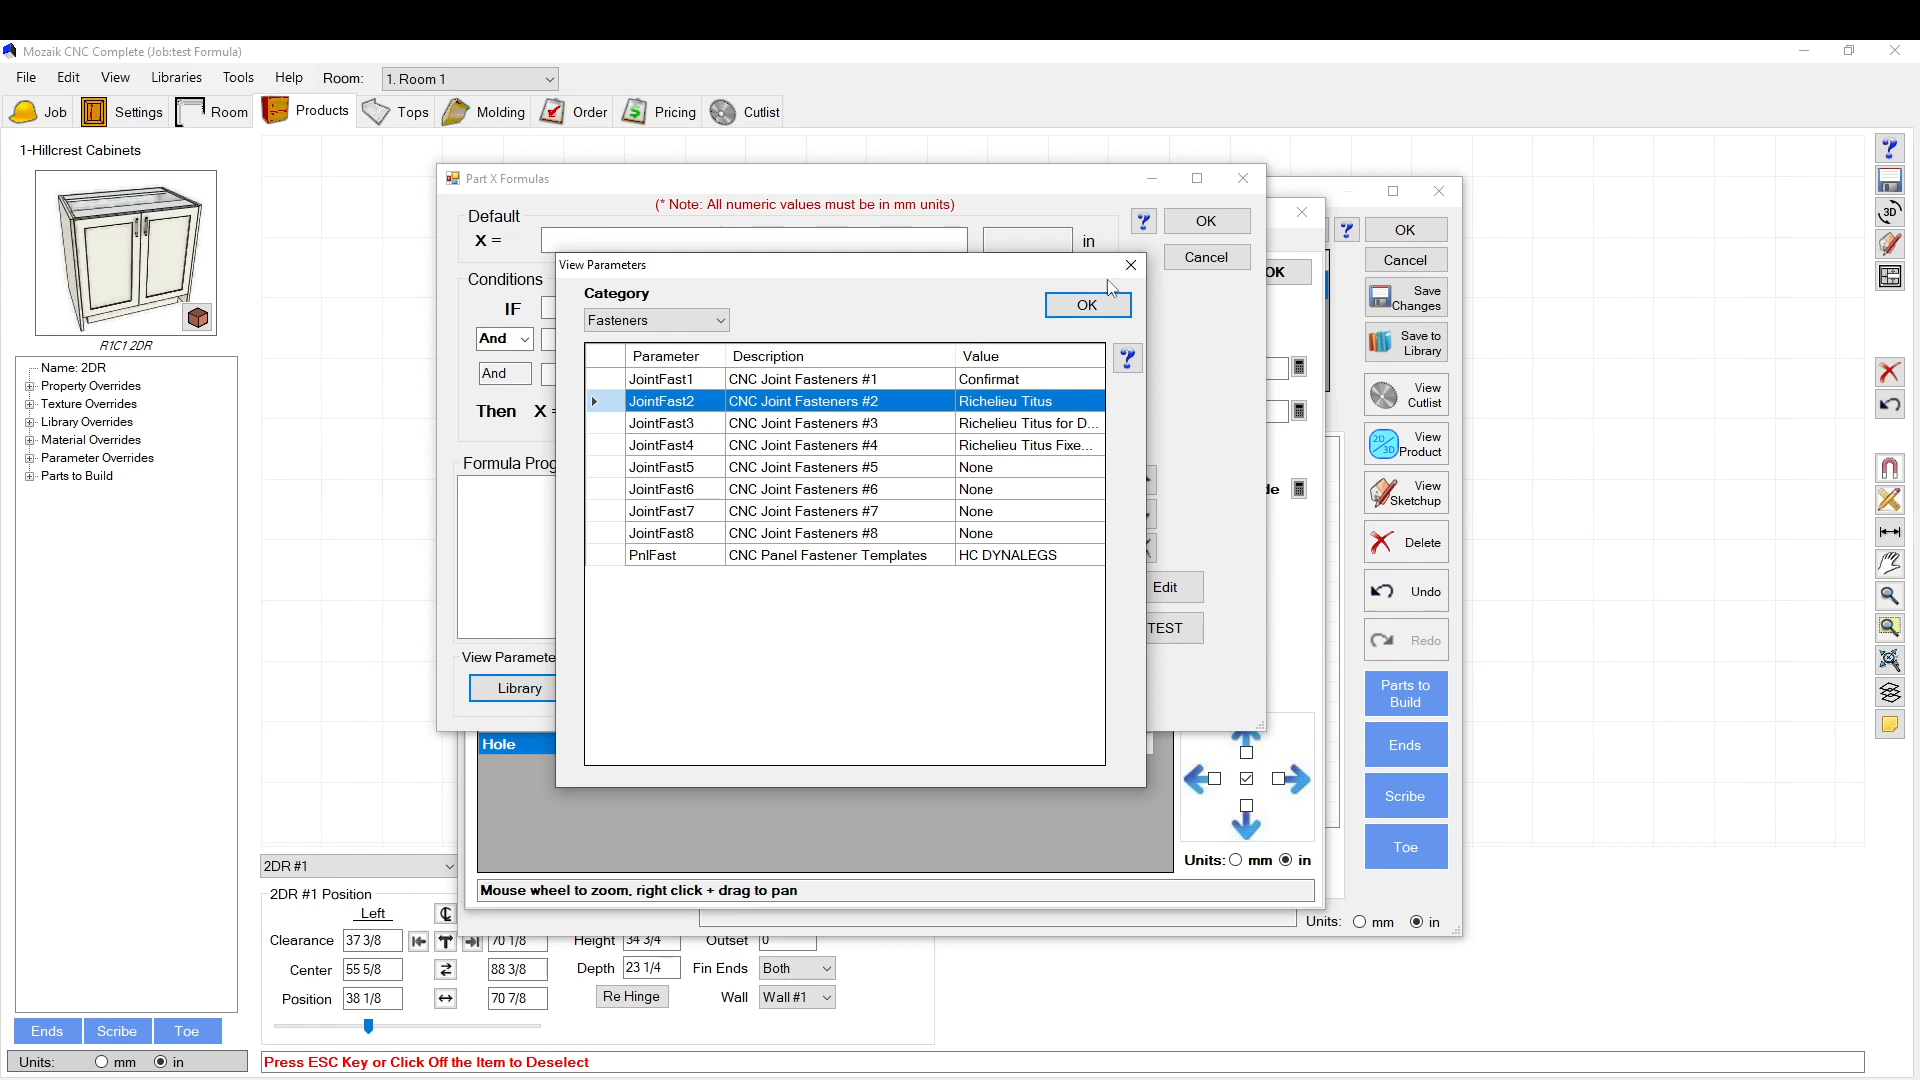 Mozaik CNC Complete (Job:test Formula)
File Edit View Libraries Tools Help Room: 1. Room 1
Job Settings Room Products Tops Molding Order Pricing Cutlist
1-Hillcrest Cabinets
R1C1 2DR
Name: 2DR
Property Overrides
Texture Overrides
Library Overrides
Material Overrides
Parameter Overrides
Parts to Build
Ends Scribe Toe
Units: mm in
Part X Formulas
(* Note: All numeric values must be in mm units)
Default
X =
in
OK
Cancel
Conditions
IF
And
And
Then X =
Formula Prog
View Paramete
Library
Edit
TEST
View Parameters
Category
Fasteners
OK
Parameter Description Value
JointFast1 CNC Joint Fasteners #1 Confirmat
JointFast2 CNC Joint Fasteners #2 Richelieu Titus
JointFast3 CNC Joint Fasteners #3 Richelieu Titus for D...
JointFast4 CNC Joint Fasteners #4 Richelieu Titus Fixe...
JointFast5 CNC Joint Fasteners #5 None
JointFast6 CNC Joint Fasteners #6 None
JointFast7 CNC Joint Fasteners #7 None
JointFast8 CNC Joint Fasteners #8 None
PnlFast CNC Panel Fastener Templates HC DYNALEGS
OK
de
Hole
Units: mm in
Mouse wheel to zoom, right click + drag to pan
OK
Cancel
Save Changes
Save to Library
View Cutlist
2D/3D
View Product
View Sketchup
Delete
Undo
Redo
Parts to Build
Ends
Scribe
Toe
Units: mm in
3D
2DR #1
2DR #1 Position
Left
Clearance 37 3/8 70 1/8 Height 34 3/4 Outset 0
Center 55 5/8 88 3/8 Depth 23 1/4 Fin Ends Both
Position 38 1/8 70 7/8 Re Hinge Wall Wall #1
Press ESC Key or Click Off the Item to Deselect